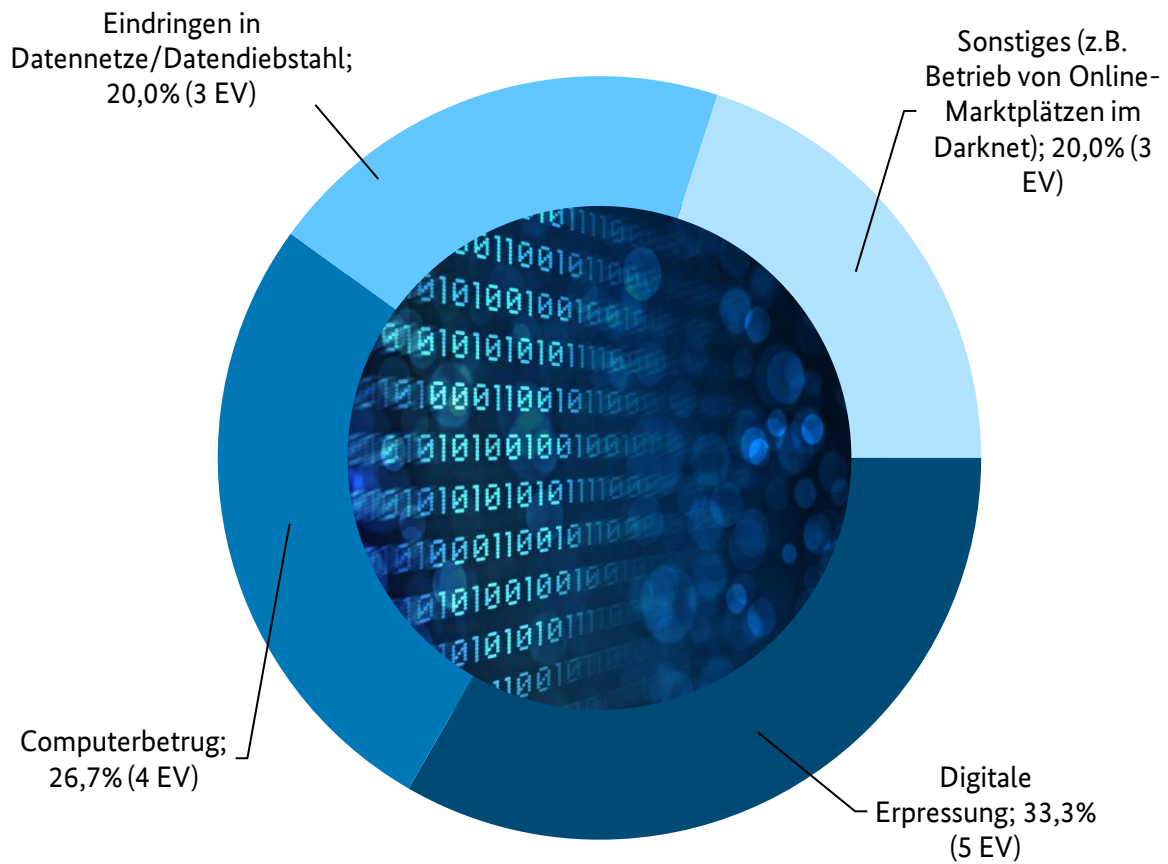 Eindringen in
Datennetze/Datendiebstahl;
20,0% (3 EV)
Sonstiges (z.B.
Betrieb von Online-
Marktplätzen im
Darknet); 20,0% (3
EV)
Computerbetrug;
26,7% (4 EV)
Digitale
Erpressung; 33,3%
(5 EV)